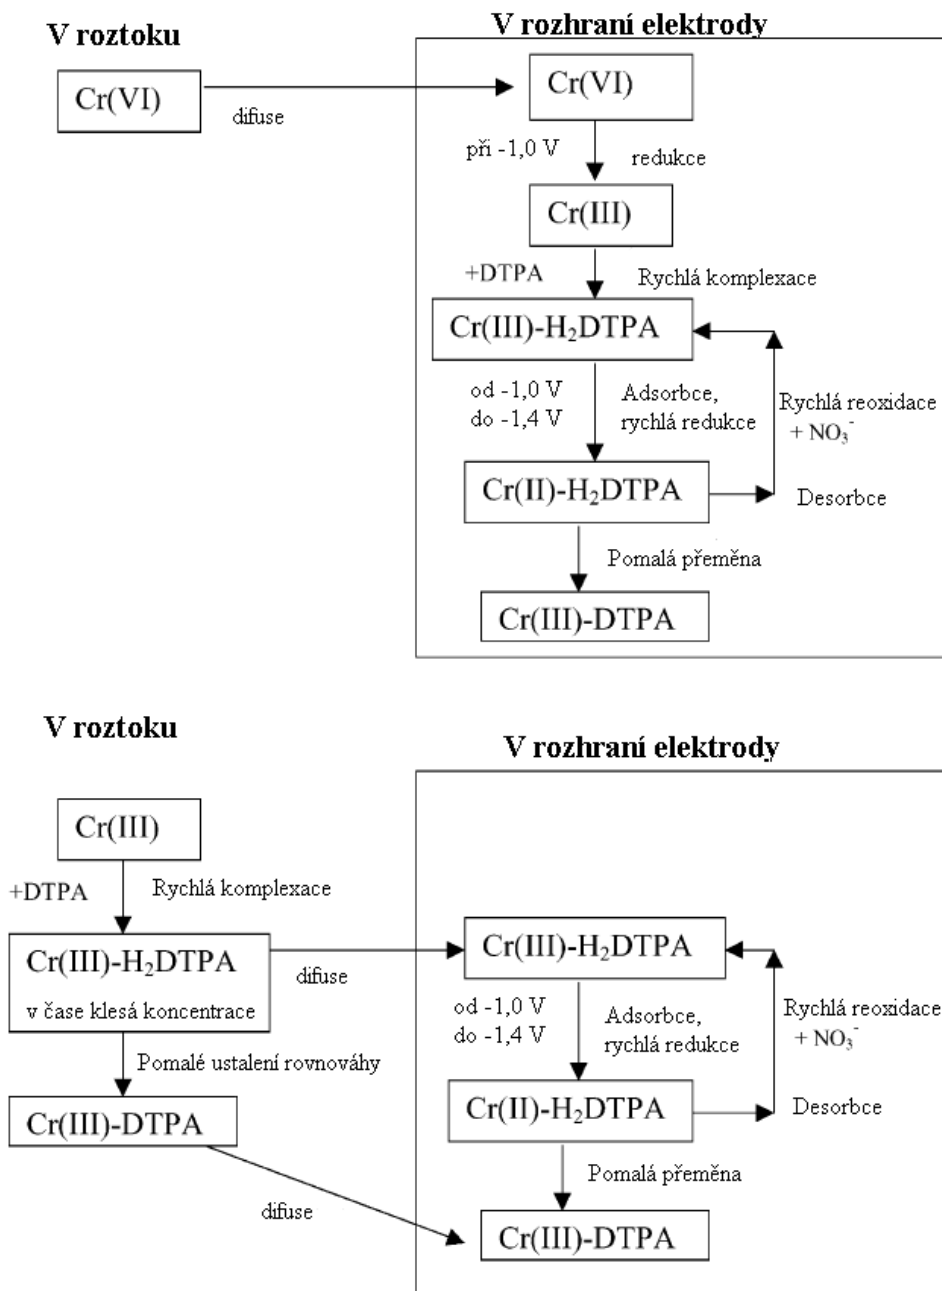 V roztoku
V rozhraní elektrody
Cr(VI)
difuse
Cr(VI)
při -1,0 V
redukce
Cr(III)
+DTPA
Rychlá komplexace
Cr(III)-H₂DTPA
od -1,0 V
do -1,4 V
Adsorbce,
rychlá redukce
Rychlá reoxidace
+ NO₃⁻
Cr(II)-H₂DTPA
Desorbce
Pomalá přeměna
Cr(III)-DTPA
V roztoku
V rozhraní elektrody
Cr(III)
+DTPA
Rychlá komplexace
Cr(III)-H₂DTPA
v čase klesá koncentrace
difuse
Cr(III)-H₂DTPA
od -1,0 V
do -1,4 V
Adsorbce,
rychlá redukce
Rychlá reoxidace
+ NO₃⁻
Pomalé ustalení rovnováhy
Cr(III)-DTPA
Cr(II)-H₂DTPA
Desorbce
Pomalá přeměna
difuse
Cr(III)-DTPA